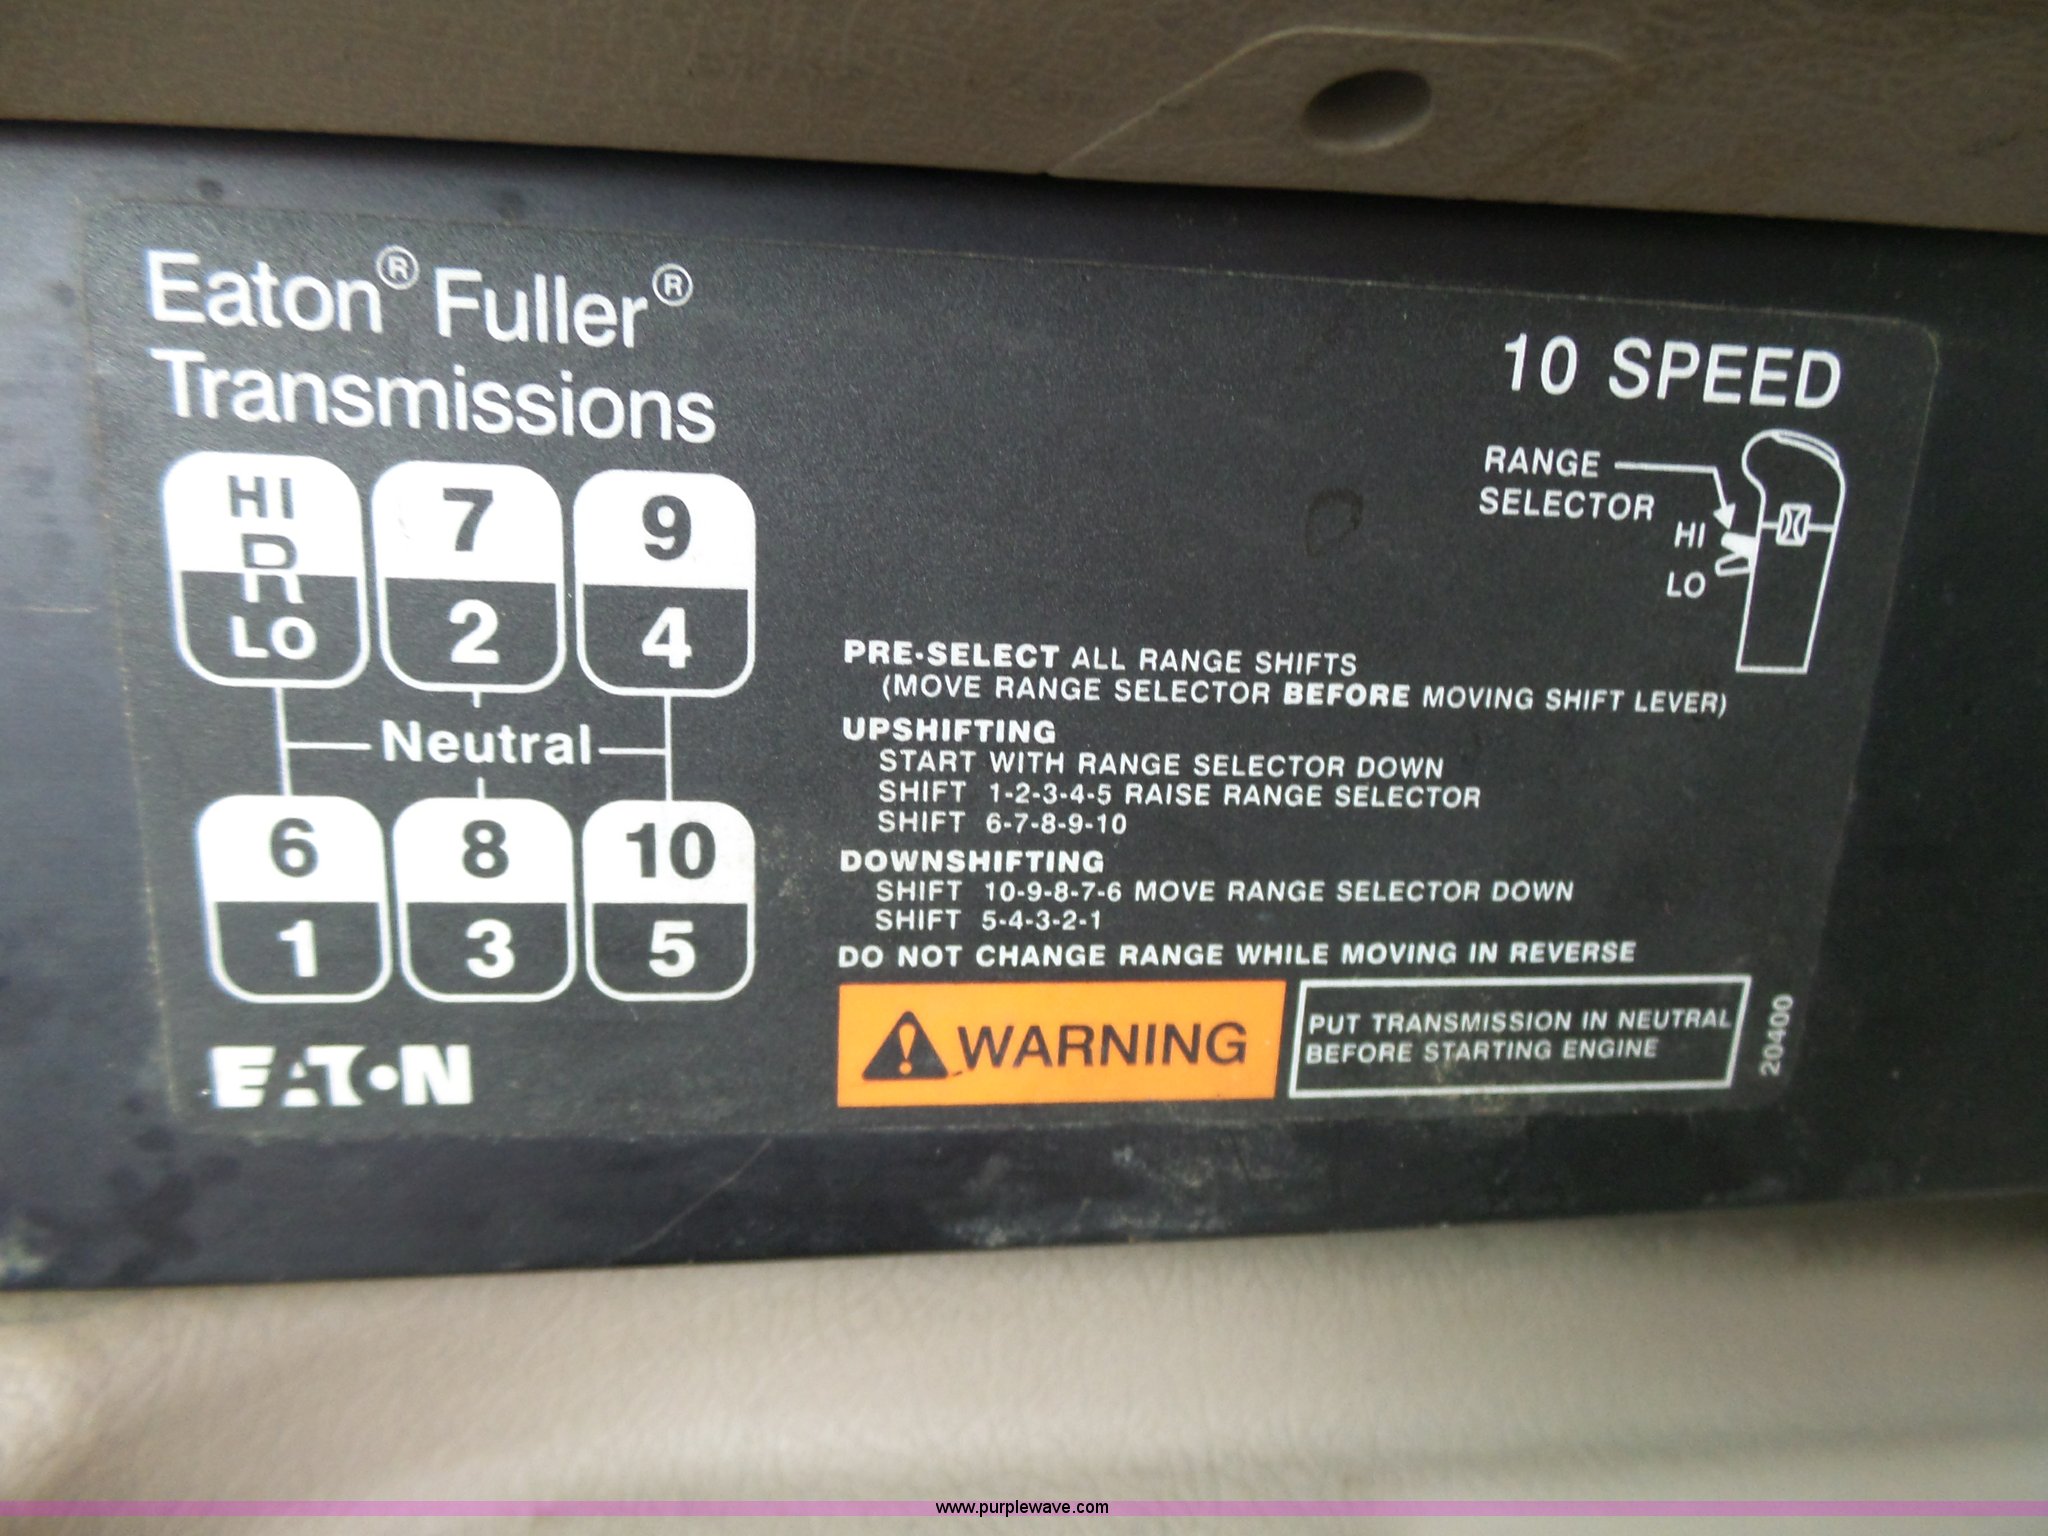 Eaton® Fuller®
Transmissions
10 SPEED
RANGE
SELECTOR
HI
LO
HI
R
LO
7
2
9
4
Neutral
6
1
8
3
10
5
EATON
PRE-SELECT ALL RANGE SHIFTS
(MOVE RANGE SELECTOR BEFORE MOVING SHIFT LEVER)
UPSHIFTING
START WITH RANGE SELECTOR DOWN
SHIFT 1-2-3-4-5 RAISE RANGE SELECTOR
SHIFT 6-7-8-9-10
DOWNSHIFTING
SHIFT 10-9-8-7-6 MOVE RANGE SELECTOR DOWN
SHIFT 5-4-3-2-1
DO NOT CHANGE RANGE WHILE MOVING IN REVERSE
WARNING
PUT TRANSMISSION IN NEUTRAL
BEFORE STARTING ENGINE
20400
www.purplewave.com